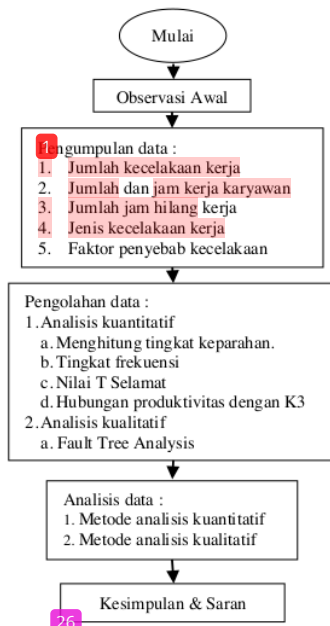 Mulai
Observasi Awal
1
engumpulan data :
1. Jumlah kecelakaan kerja
2. Jumlah dan jam kerja karyawan
3. Jumlah jam hilang kerja
4. Jenis kecelakaan kerja
5. Faktor penyebab kecelakaan
Pengolahan data :
1.Analisis kuantitatif
a. Menghitung tingkat keparahan.
b. Tingkat frekuensi
c. Nilai T Selamat
d. Hubungan produktivitas dengan K3
2.Analisis kualitatif
a. Fault Tree Analysis
Analisis data :
1. Metode analisis kuantitatif
2. Metode analisis kualitatif
Kesimpulan & Saran
26